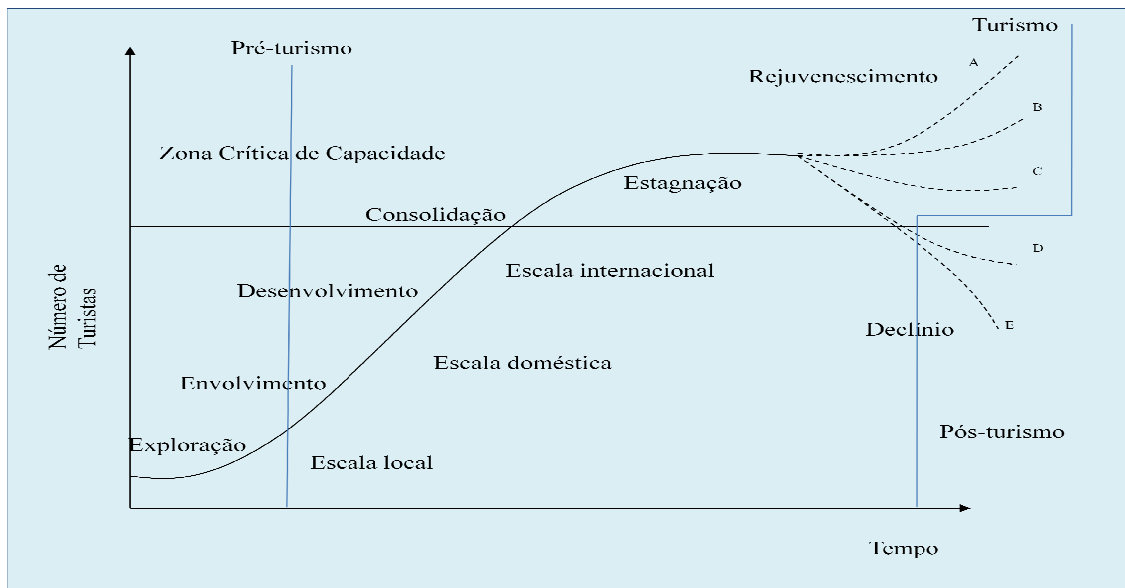 Turismo
Pré-turismo
A
Rejuvenescimento
B
Zona Crítica de Capacidade
C
Estagnação
Consolidação
D
Escala internacional
Desenvolvimento
Número de
Turistas
E
Declínio
Escala doméstica
Envolvimento
Pós-turismo
Exploração
Escala local
Tempo